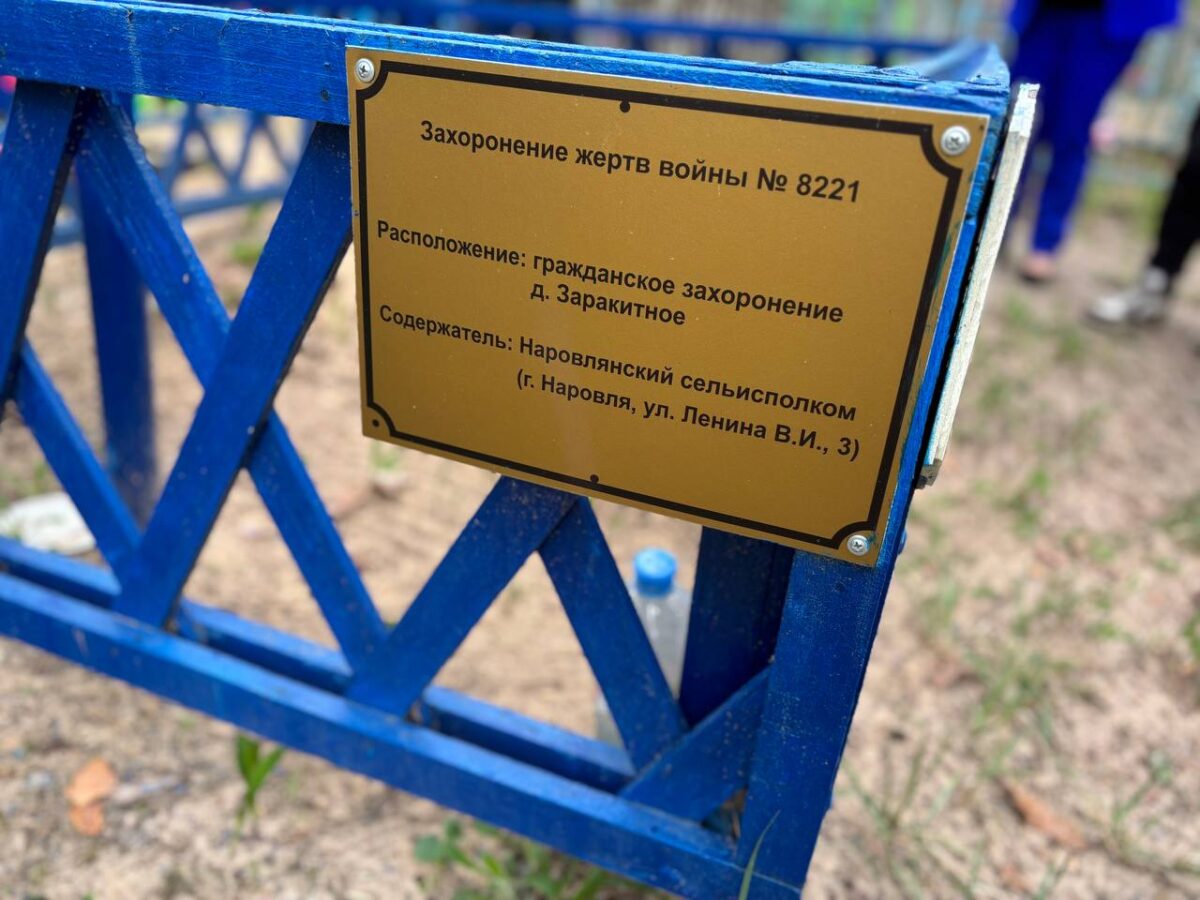 Захоронение жертв войны № 8221
Расположение: гражданское захоронение
д. Заракитное
Содержатель: Наровлянский сельисполком
(г. Наровля, ул. Ленина В.И., 3)